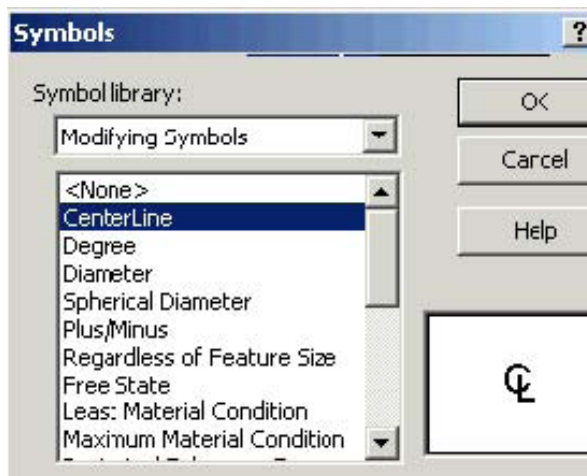 Symbols ?
Symbol library:
Modifying Symbols
OK
Cancel
Help
<None>
CenterLine
Degree
Diameter
Spherical Diameter
Plus/Minus
Regardless of Feature Size
Free State
Least Material Condition
Maximum Material Condition
℄